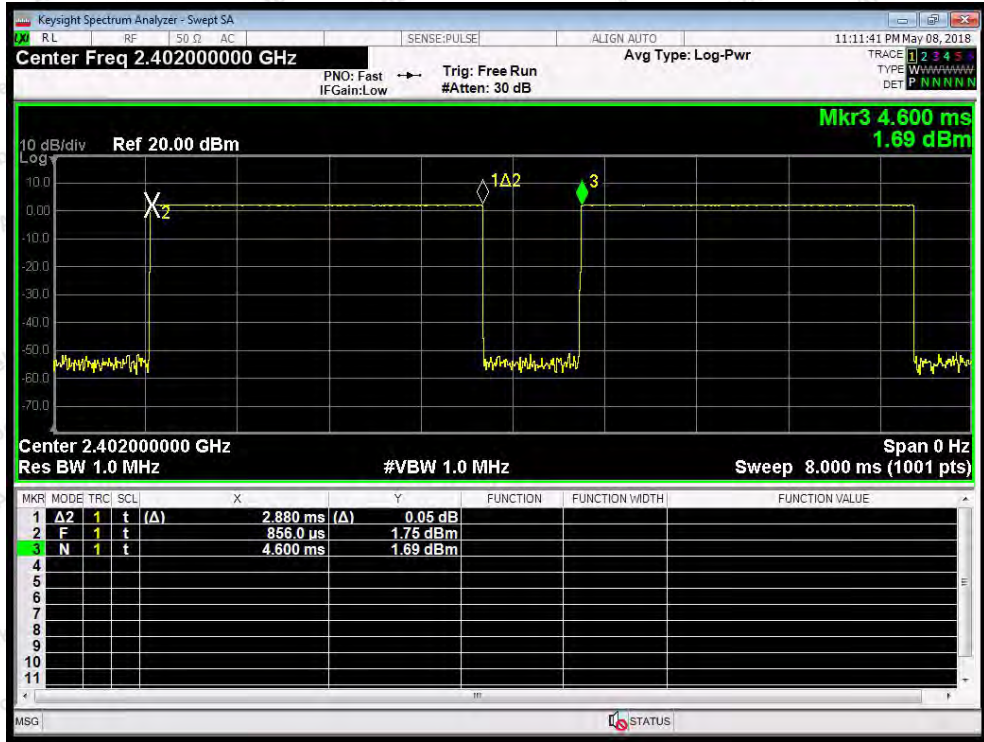 Keysight Spectrum Analyzer - Swept SA
LXI RL RF 50 Ω AC SENSE:PULSE ALIGN AUTO 11:11:41 PM May 08, 2018
Center Freq 2.402000000 GHz Avg Type: Log-Pwr TRACE 1 2 3 4 5 6
PNO: Fast Trig: Free Run TYPE WWWWWW
IFGain:Low #Atten: 30 dB DET P N N N N N
Mkr3 4.600 ms
10 dB/div Ref 20.00 dBm 1.69 dBm
Log
10.0 1Δ2 3
0.00 X2
-10.0
-20.0
-30.0
-40.0
-50.0
-60.0
-70.0
Center 2.402000000 GHz Span 0 Hz
Res BW 1.0 MHz #VBW 1.0 MHz Sweep 8.000 ms (1001 pts)
MKR MODE TRC SCL X Y FUNCTION FUNCTION WIDTH FUNCTION VALUE
1 Δ2 1 t (Δ) 2.880 ms (Δ) 0.05 dB
2 F 1 t 856.0 µs 1.75 dBm
3 N 1 t 4.600 ms 1.69 dBm
4
5
6
7
8
9
10
11
MSG STATUS